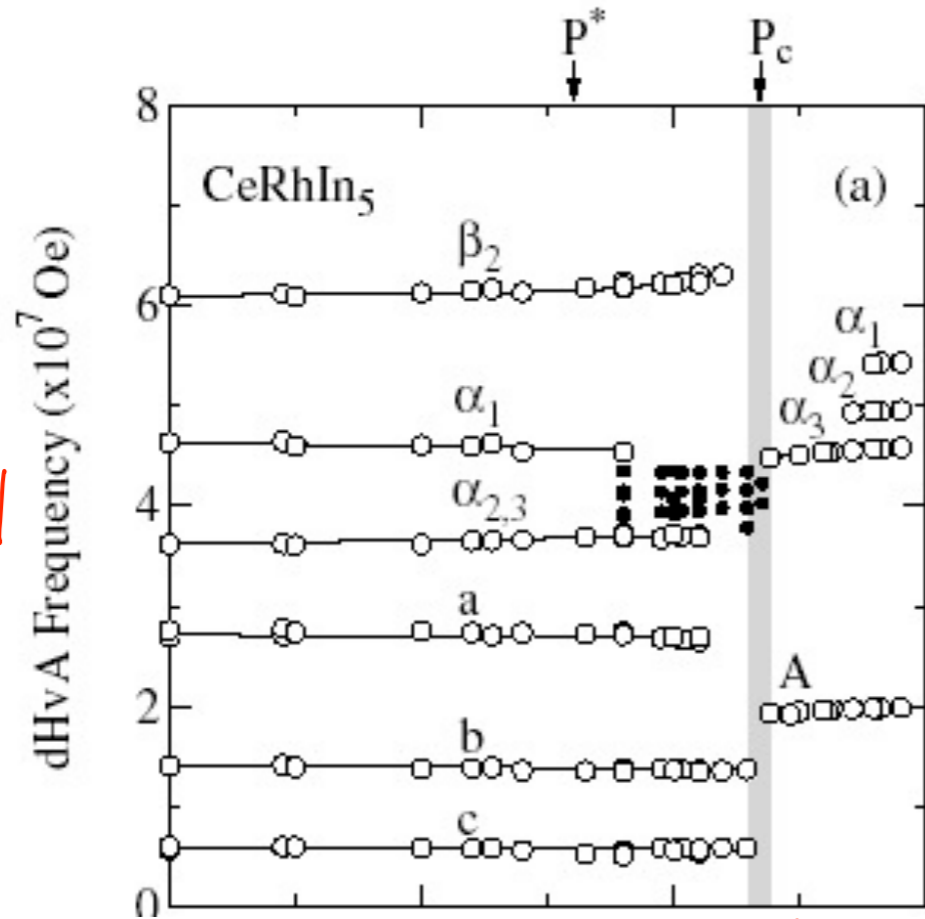 P* Pc
8
CeRhIn5 (a)
β2
6
α1
α1 α2
α3
4
α2,3
a
2
A
b
c
0
dHvA Frequency (x10^7 Oe)